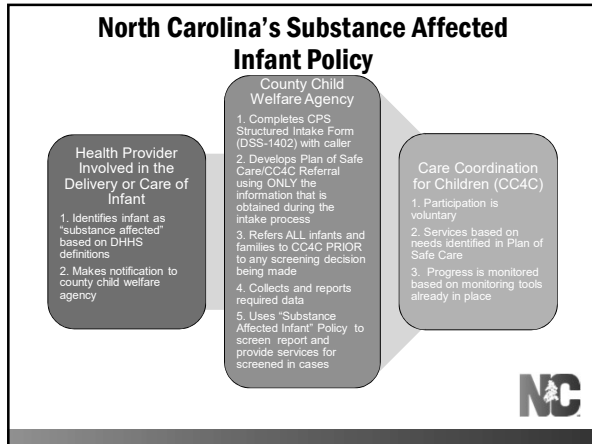 North Carolina's Substance Affected
Infant Policy
Health Provider
Involved in the
Delivery or Care of
Infant
1. Identifies infant as
"substance affected"
based on DHHS
definitions
2. Makes notification to
county child welfare
agency
County Child
Welfare Agency
1. Completes CPS
Structured Intake Form
(DSS-1402) with caller
2. Develops Plan of Safe
Care/CC4C Referral
using ONLY the
information that is
obtained during the
intake process
3. Refers ALL infants and
families to CC4C PRIOR
to any screening decision
being made
4. Collects and reports
required data
5. Uses "Substance
Affected Infant" Policy to
screen report and
provide services for
screened in cases
Care Coordination
for Children (CC4C)
1. Participation is
voluntary
2. Services based on
needs identified in Plan of
Safe Care
3. Progress is monitored
based on monitoring tools
already in place
NC